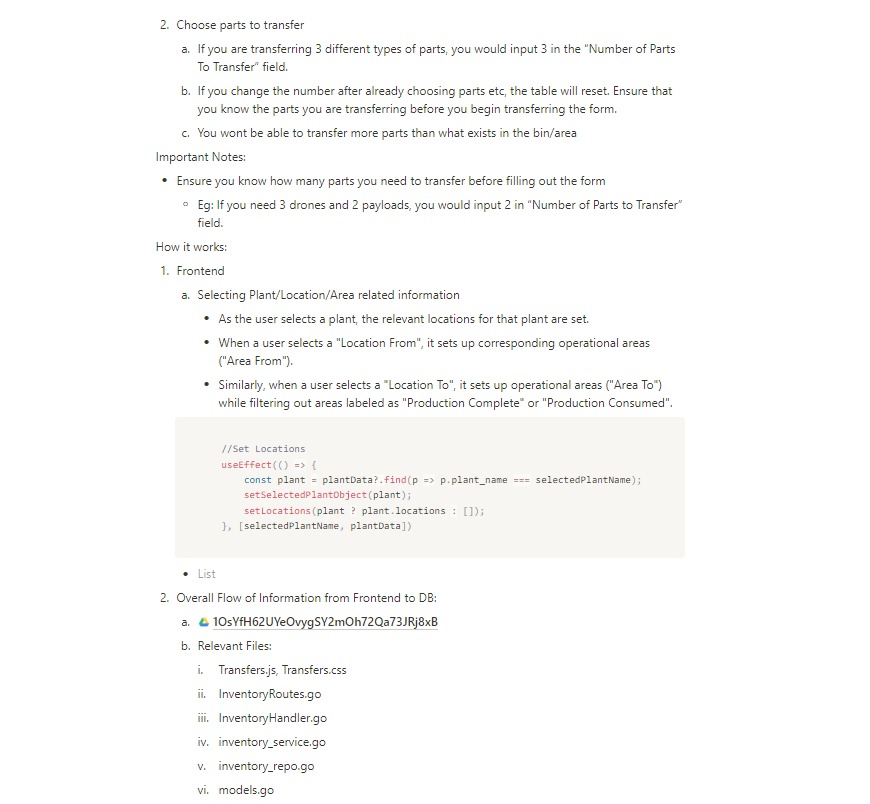 2. Choose parts to transfer
a. If you are transferring 3 different types of parts, you would input 3 in the "Number of Parts
To Transfer" field.
b. If you change the number after already choosing parts etc, the table will reset. Ensure that
you know the parts you are transferring before you begin transferring the form.
c. You wont be able to transfer more parts than what exists in the bin/area
Important Notes:
• Ensure you know how many parts you need to transfer before filling out the form
◦ Eg: If you need 3 drones and 2 payloads, you would input 2 in "Number of Parts to Transfer"
field.
How it works:
1. Frontend
a. Selecting Plant/Location/Area related information
• As the user selects a plant, the relevant locations for that plant are set.
• When a user selects a "Location From", it sets up corresponding operational areas
("Area From").
• Similarly, when a user selects a "Location To", it sets up operational areas ("Area To")
while filtering out areas labeled as "Production Complete" or "Production Consumed".
//Set Locations
useEffect(() => {
const plant = plantData?.find(p => p.plant_name === selectedPlantName);
setSelectedPlantObject(plant);
setLocations(plant ? plant.locations : []);
}, [selectedPlantName, plantData])
• List
2. Overall Flow of Information from Frontend to DB:
a. 1OsYfH62UYeOvygSY2mOh72Qa73JRj8xB
b. Relevant Files:
i. Transfers.js, Transfers.css
ii. InventoryRoutes.go
iii. InventoryHandler.go
iv. inventory_service.go
v. inventory_repo.go
vi. models.go